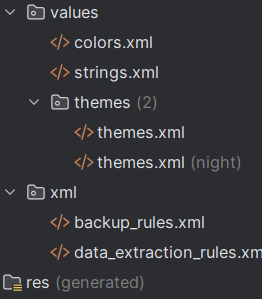 values
colors.xml
strings.xml
themes (2)
themes.xml
themes.xml (night)
xml
backup_rules.xml
data_extraction_rules.xm
res (generated)